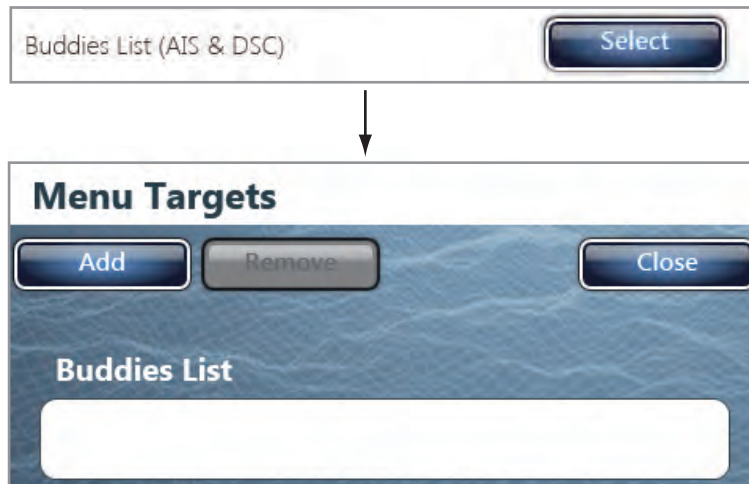 Buddies List (AIS & DSC) Select
Menu Targets
Add Remove Close
Buddies List